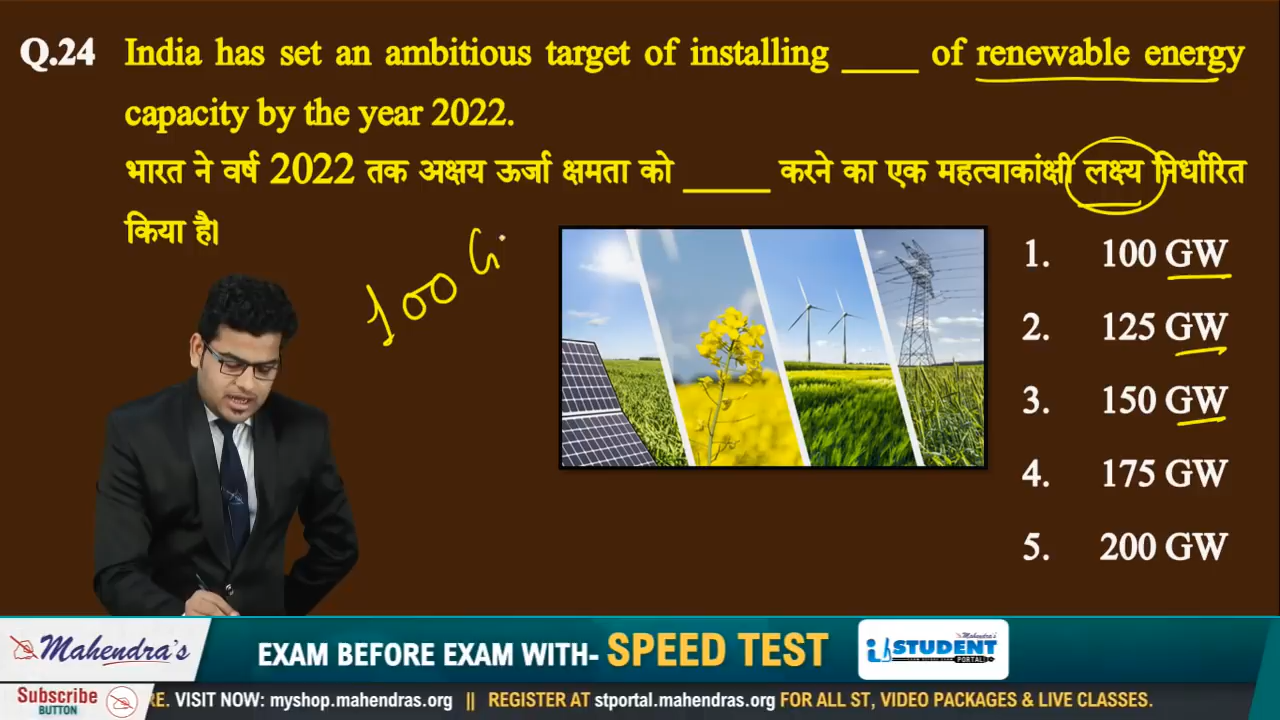 Q.24 India has set an ambitious target of installing ____ of renewable energy
capacity by the year 2022.
भारत ने वर्ष 2022 तक अक्षय ऊर्जा क्षमता को _____ करने का एक महत्वाकांक्षी लक्ष्य निर्धारित
किया है।
100 G
1. 100 GW
2. 125 GW
3. 150 GW
4. 175 GW
5. 200 GW
Mahendra's
EXAM BEFORE EXAM WITH- SPEED TEST
Mahendra's
STUDENT
PORTAL
Subscribe
BUTTON
RE. VISIT NOW: myshop.mahendras.org || REGISTER AT stportal.mahendras.org FOR ALL ST, VIDEO PACKAGES & LIVE CLASSES.